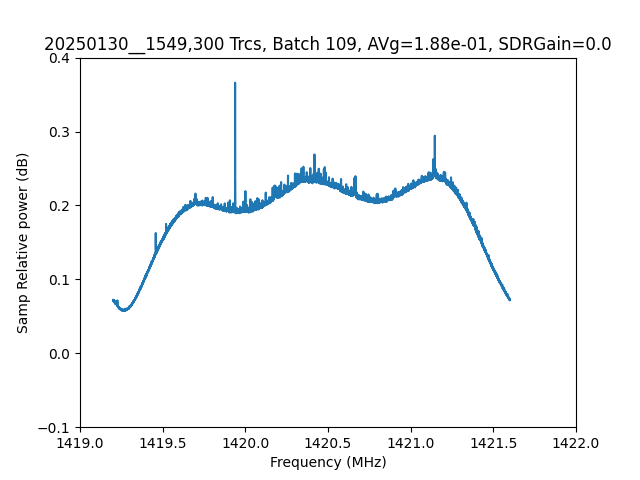 20250130__1549,300 Trcs, Batch 109, AVg=1.88e-01, SDRGain=0.0
0.4
0.3
0.2
0.1
0.0
−0.1
Samp Relative power (dB)
1419.0 1419.5 1420.0 1420.5 1421.0 1421.5 1422.0
Frequency (MHz)